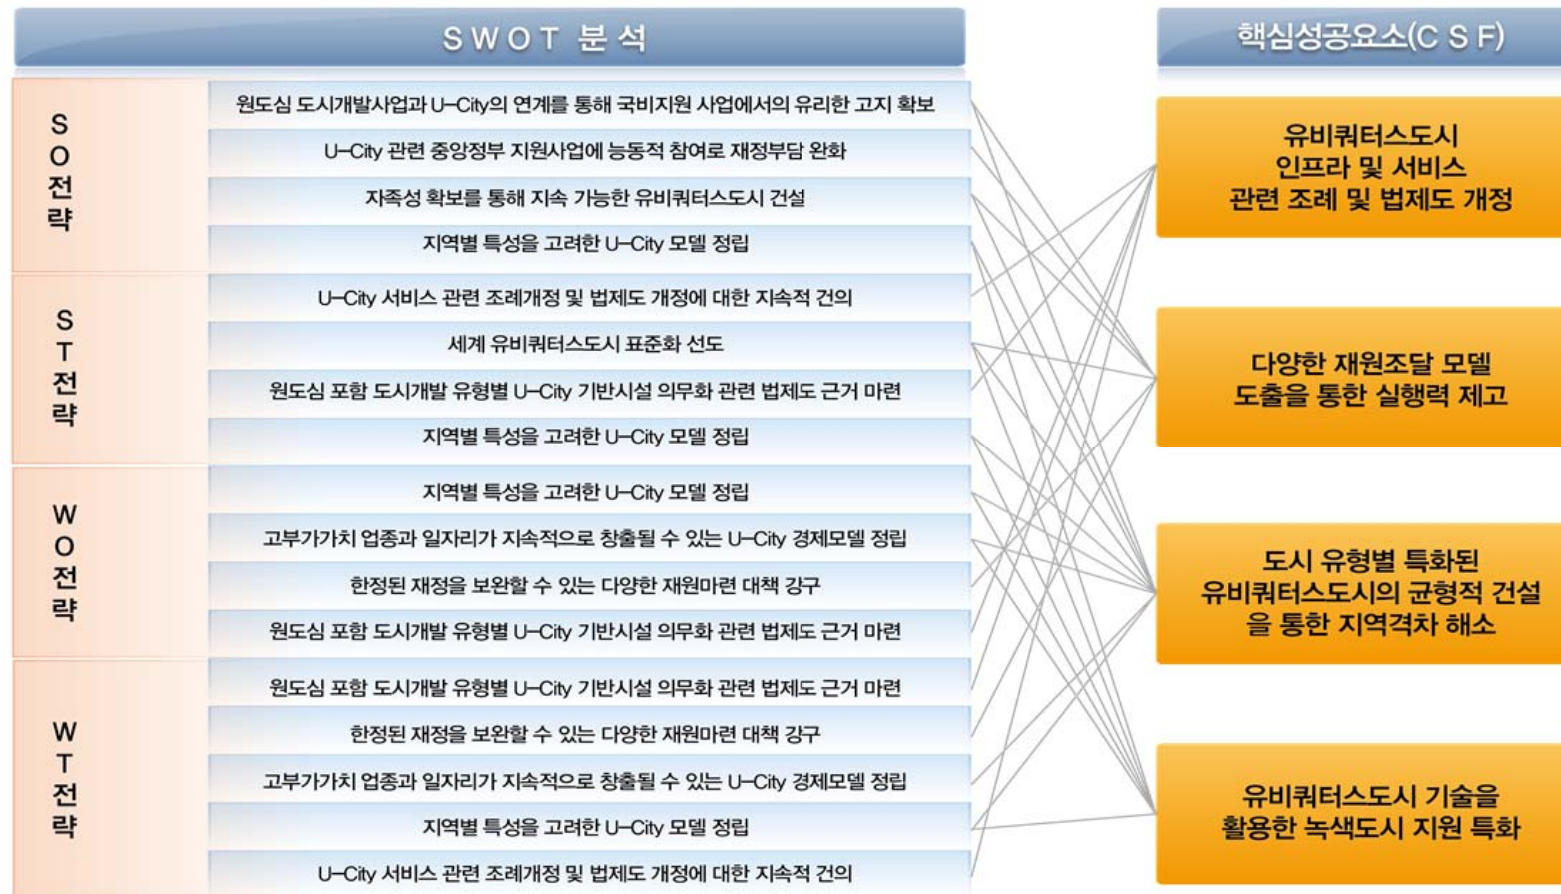 SWOT 분석
핵심성공요소(CSF)
SO전략
원도심 도시개발사업과 U-City의 연계를 통해 국비지원 사업에서의 유리한 고지 확보
U-City 관련 중앙정부 지원사업에 능동적 참여로 재정부담 완화
자족성 확보를 통해 지속 가능한 유비쿼터스도시 건설
지역별 특성을 고려한 U-City 모델 정립
ST전략
U-City 서비스 관련 조례개정 및 법제도 개정에 대한 지속적 건의
세계 유비쿼터스도시 표준화 선도
원도심 포함 도시개발 유형별 U-City 기반시설 의무화 관련 법제도 근거 마련
지역별 특성을 고려한 U-City 모델 정립
WO전략
지역별 특성을 고려한 U-City 모델 정립
고부가가치 업종과 일자리가 지속적으로 창출될 수 있는 U-City 경제모델 정립
한정된 재정을 보완할 수 있는 다양한 재원마련 대책 강구
원도심 포함 도시개발 유형별 U-City 기반시설 의무화 관련 법제도 근거 마련
WT전략
원도심 포함 도시개발 유형별 U-City 기반시설 의무화 관련 법제도 근거 마련
한정된 재정을 보완할 수 있는 다양한 재원마련 대책 강구
고부가가치 업종과 일자리가 지속적으로 창출될 수 있는 U-City 경제모델 정립
지역별 특성을 고려한 U-City 모델 정립
U-City 서비스 관련 조례개정 및 법제도 개정에 대한 지속적 건의
유비쿼터스도시
인프라 및 서비스
관련 조례 및 법제도 개정
다양한 재원조달 모델
도출을 통한 실행력 제고
도시 유형별 특화된
유비쿼터스도시의 균형적 건설
을 통한 지역격차 해소
유비쿼터스도시 기술을
활용한 녹색도시 지원 특화